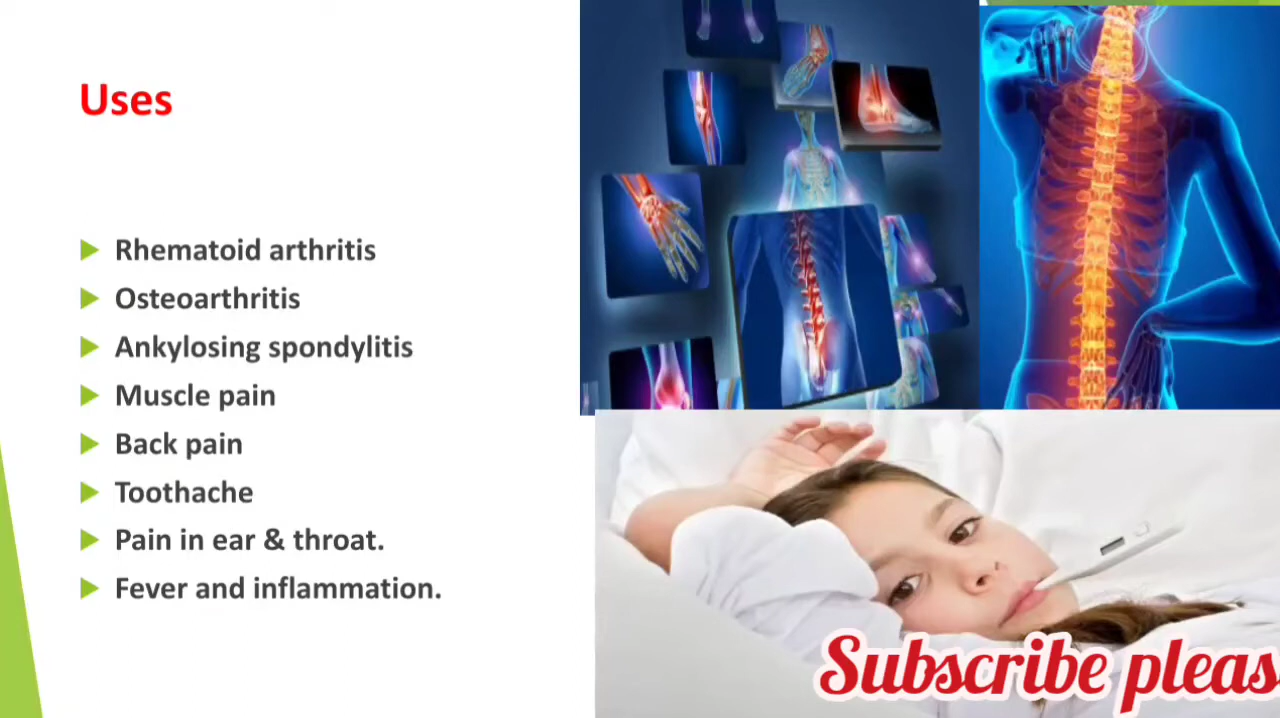 Uses
Rhematoid arthritis
Osteoarthritis
Ankylosing spondylitis
Muscle pain
Back pain
Toothache
Pain in ear & throat.
Fever and inflammation.
Subscribe pleas